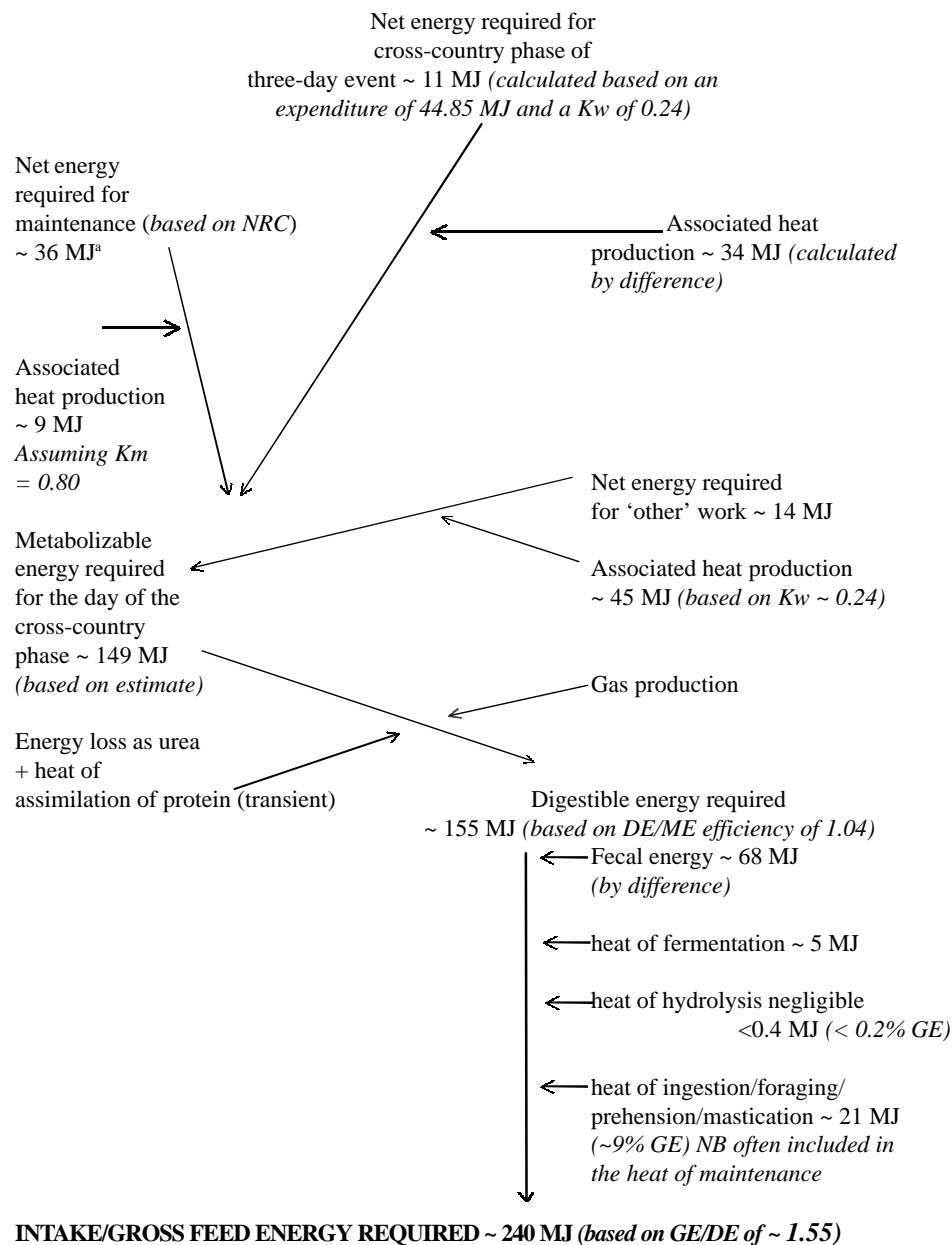 Net energy required for
cross-country phase of
three-day event ~ 11 MJ (calculated based on an
expenditure of 44.85 MJ and a Kw of 0.24)
Net energy
required for
maintenance (based on NRC)
~ 36 MJᵃ
Associated heat
production ~ 34 MJ (calculated
by difference)
Associated
heat production
~ 9 MJ
Assuming Km
= 0.80
Net energy required
for ‘other’ work ~ 14 MJ
Associated heat production
~ 45 MJ (based on Kw ~ 0.24)
Metabolizable
energy required
for the day of the
cross-country
phase ~ 149 MJ
(based on estimate)
Gas production
Energy loss as urea
+ heat of
assimilation of protein (transient)
Digestible energy required
~ 155 MJ (based on DE/ME efficiency of 1.04)
Fecal energy ~ 68 MJ
(by difference)
heat of fermentation ~ 5 MJ
heat of hydrolysis negligible
<0.4 MJ (< 0.2% GE)
heat of ingestion/foraging/
prehension/mastication ~ 21 MJ
(~9% GE) NB often included in
the heat of maintenance
INTAKE/GROSS FEED ENERGY REQUIRED ~ 240 MJ (based on GE/DE of ~ 1.55)